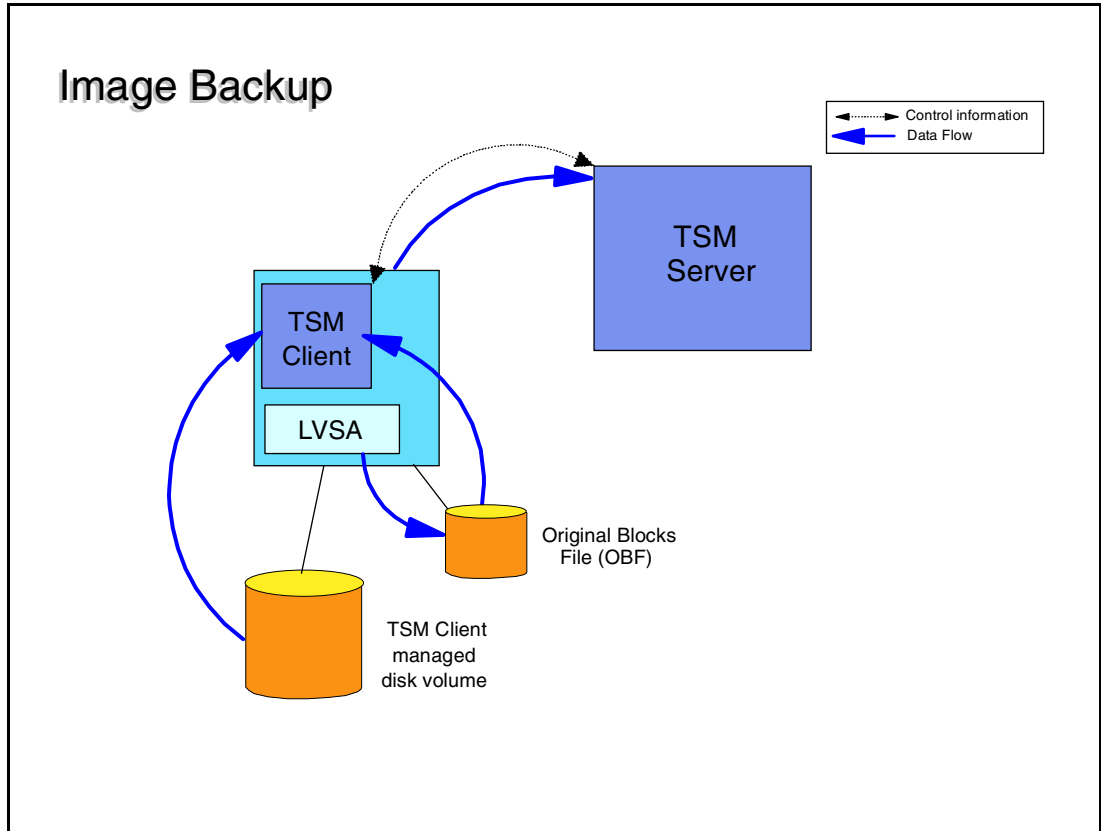 Image Backup
Control information
Data Flow
TSM
Server
TSM
Client
LVSA
Original Blocks
File (OBF)
TSM Client
managed
disk volume